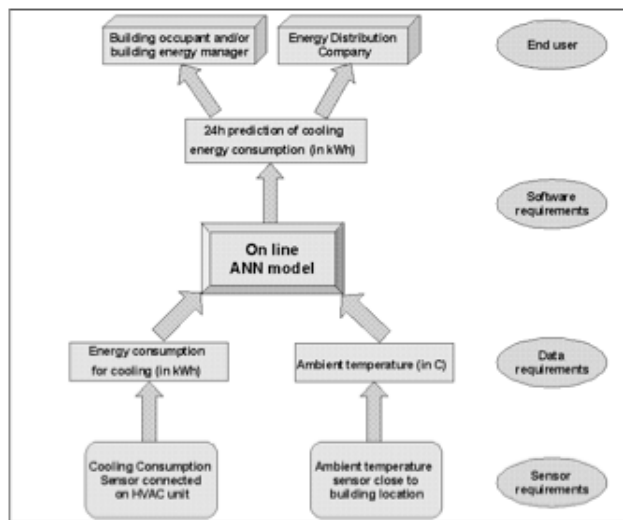 Building occupant and/or
building energy manager
Energy Distribution
Company
End user
24h prediction of cooling
energy consumption (in kWh)
Software
requirements
On line
ANN model
Energy consumption
for cooling (in kWh)
Ambient temperature (in C)
Data
requirements
Cooling Consumption
Sensor connected
on HVAC unit
Ambient temperature
sensor close to
building location
Sensor
requirements